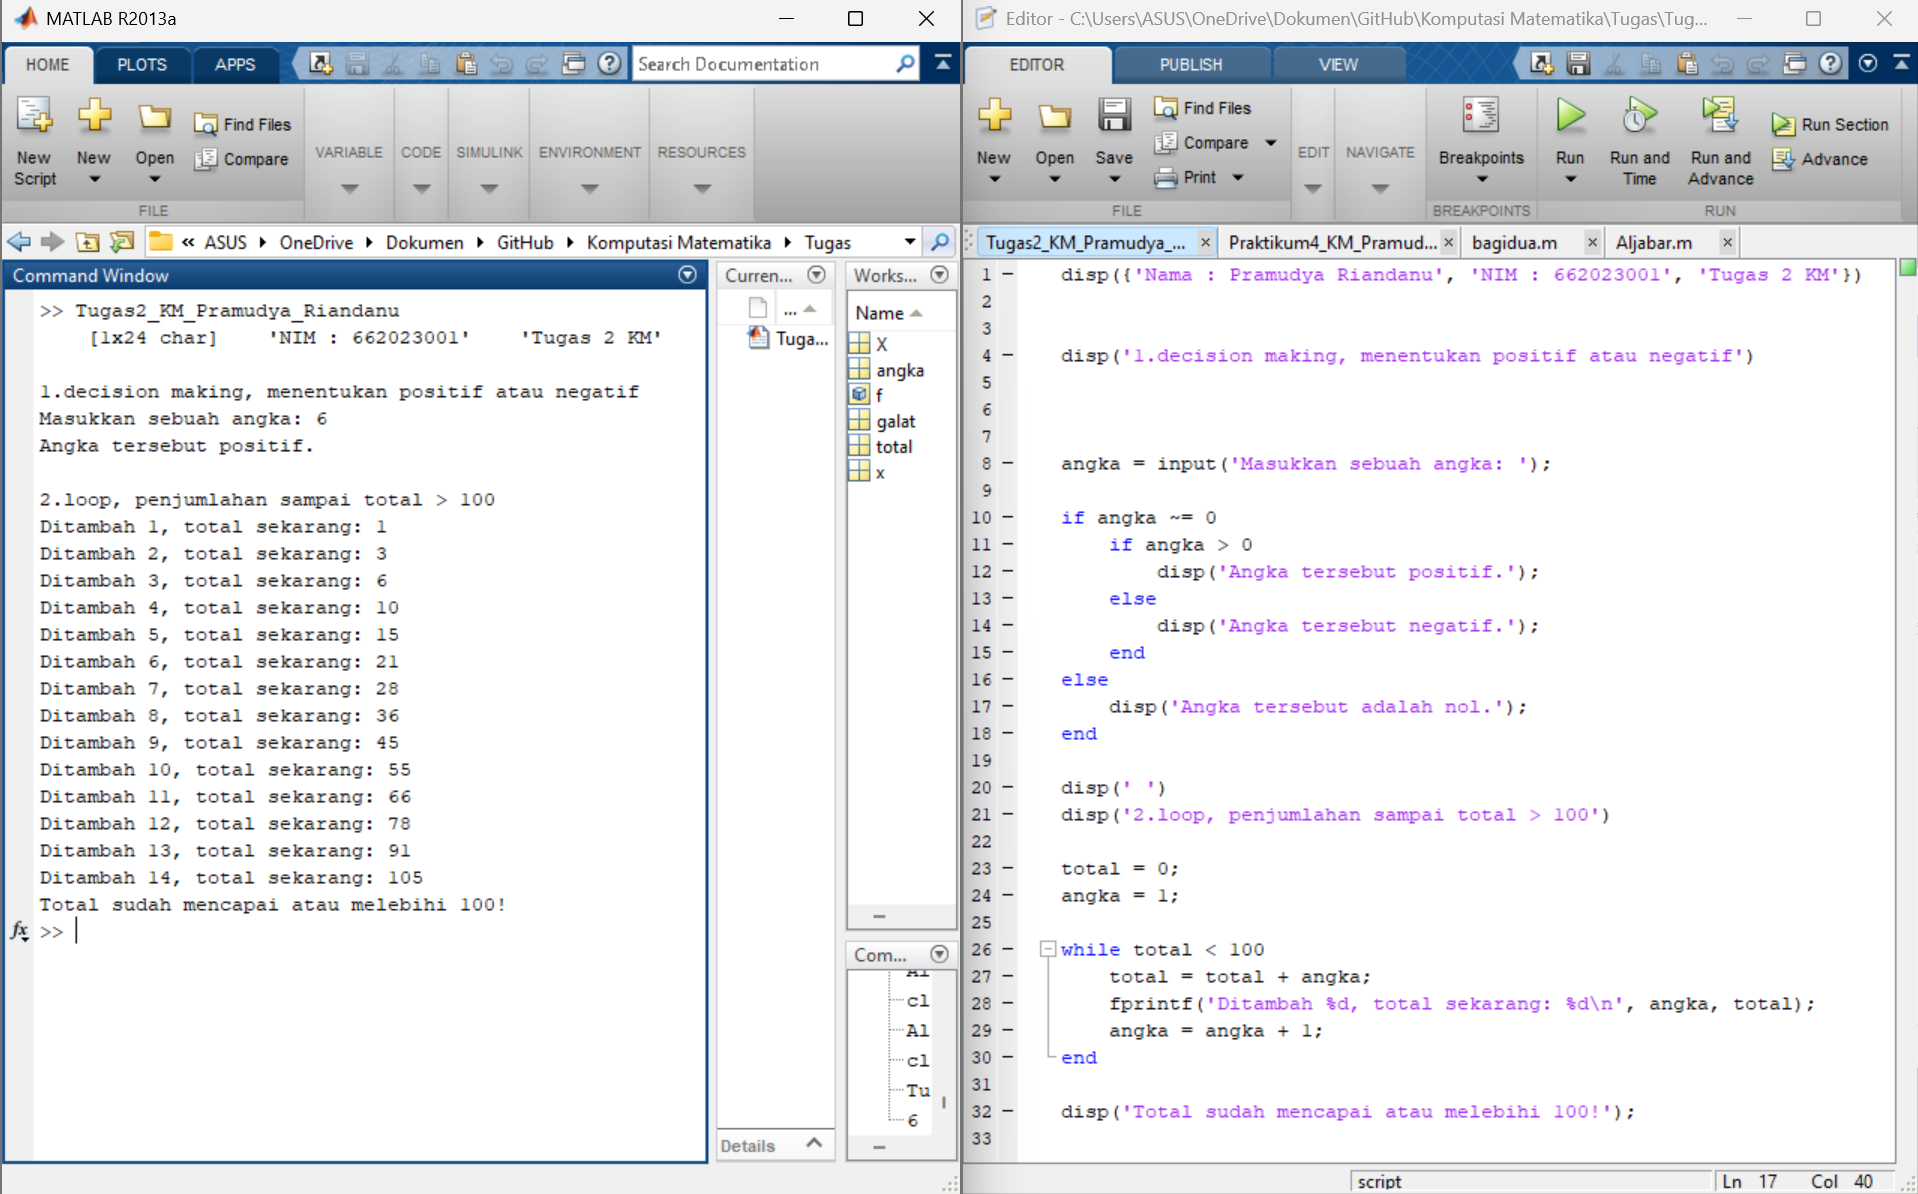 MATLAB R2013a
HOME PLOTS APPS
Search Documentation
New Script
New
Open
Find Files
Compare
VARIABLE
CODE
SIMULINK
ENVIRONMENT
RESOURCES
FILE
« ASUS OneDrive Dokumen GitHub Komputasi Matematika Tugas
Command Window
>> Tugas2_KM_Pramudya_Riandanu
[1x24 char] 'NIM : 662023001' 'Tugas 2 KM'
1.decision making, menentukan positif atau negatif
Masukkan sebuah angka: 6
Angka tersebut positif.
2.loop, penjumlahan sampai total > 100
Ditambah 1, total sekarang: 1
Ditambah 2, total sekarang: 3
Ditambah 3, total sekarang: 6
Ditambah 4, total sekarang: 10
Ditambah 5, total sekarang: 15
Ditambah 6, total sekarang: 21
Ditambah 7, total sekarang: 28
Ditambah 8, total sekarang: 36
Ditambah 9, total sekarang: 45
Ditambah 10, total sekarang: 55
Ditambah 11, total sekarang: 66
Ditambah 12, total sekarang: 78
Ditambah 13, total sekarang: 91
Ditambah 14, total sekarang: 105
Total sudah mencapai atau melebihi 100!
fx >>
Curren...
...
Tuga...
Details
Works...
Name
X
angka
f
galat
total
x
Com...
cl
Al
cl
Tu
6
Editor - C:\Users\ASUS\OneDrive\Dokumen\GitHub\Komputasi Matematika\Tugas\Tug...
EDITOR PUBLISH VIEW
New
Open
Save
Find Files
Compare
Print
FILE
EDIT
NAVIGATE
Breakpoints
BREAKPOINTS
Run
Run and Time
Run and Advance
Run Section
Advance
RUN
Tugas2_KM_Pramudya_... Praktikum4_KM_Pramud... bagidua.m Aljabar.m
1 disp({'Nama : Pramudya Riandanu', 'NIM : 662023001', 'Tugas 2 KM'})
2
3
4 disp('1.decision making, menentukan positif atau negatif')
5
6
7
8 angka = input('Masukkan sebuah angka: ');
9
10 if angka ~= 0
11 if angka > 0
12 disp('Angka tersebut positif.');
13 else
14 disp('Angka tersebut negatif.');
15 end
16 else
17 disp('Angka tersebut adalah nol.');
18 end
19
20 disp(' ')
21 disp('2.loop, penjumlahan sampai total > 100')
22
23 total = 0;
24 angka = 1;
25
26 while total < 100
27 total = total + angka;
28 fprintf('Ditambah %d, total sekarang: %d\n', angka, total);
29 angka = angka + 1;
30 end
31
32 disp('Total sudah mencapai atau melebihi 100!');
33
script Ln 17 Col 40